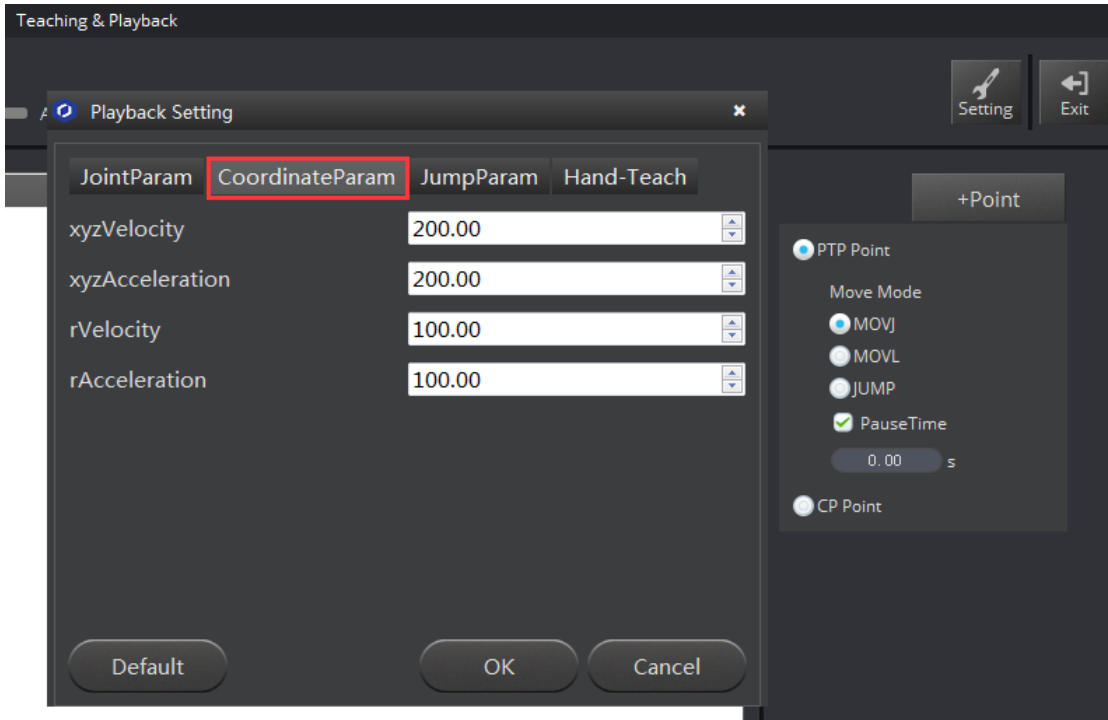 Teaching & Playback
Setting
Exit
Playback Setting
JointParam CoordinateParam JumpParam Hand-Teach
xyzVelocity 200.00
xyzAcceleration 200.00
rVelocity 100.00
rAcceleration 100.00
Default OK Cancel
+Point
PTP Point
Move Mode
MOVJ
MOVL
JUMP
PauseTime
0.00 s
CP Point